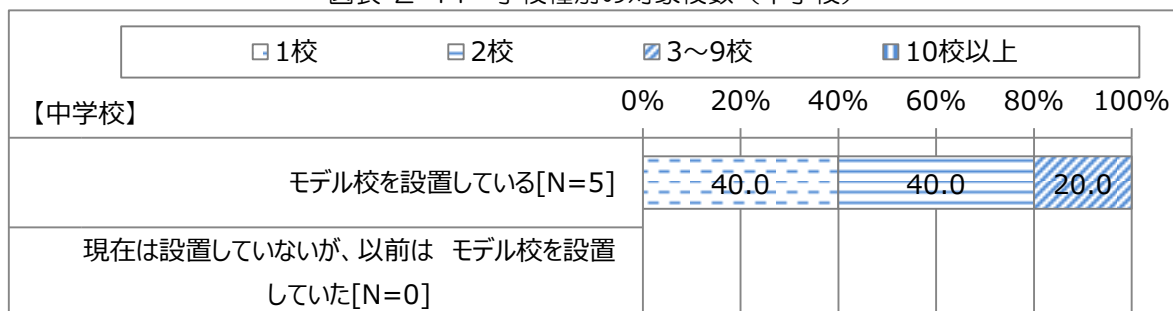 1校 2校 3～9校 10校以上
【中学校】 0% 20% 40% 60% 80% 100%
モデル校を設置している[N=5] 40.0 40.0 20.0
現在は設置していないが、以前は モデル校を設置
していた[N=0]